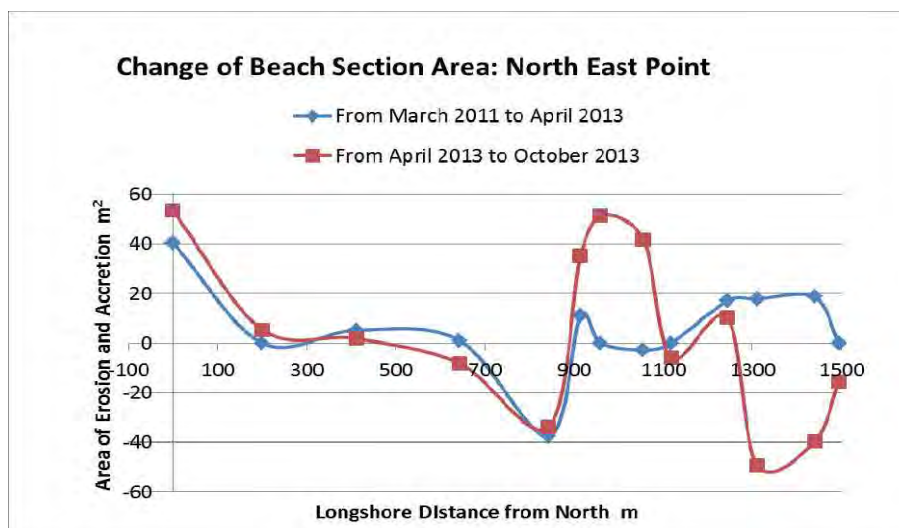 Change of Beach Section Area: North East Point
From March 2011 to April 2013
From April 2013 to October 2013
Area of Erosion and Accretion m²
60
40
20
0
-20
-40
-60
-100 100 300 500 700 900 1100 1300 1500
Longshore DIstance from North m